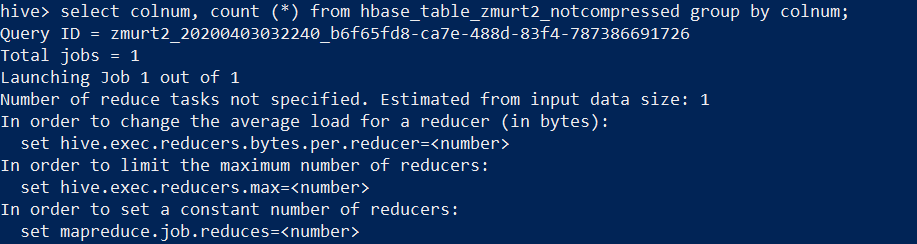 hive> select colnum, count (*) from hbase_table_zmurt2_notcompressed group by colnum;
Query ID = zmurt2_20200403032240_b6f65fd8-ca7e-488d-83f4-787386691726
Total jobs = 1
Launching Job 1 out of 1
Number of reduce tasks not specified. Estimated from input data size: 1
In order to change the average load for a reducer (in bytes):
  set hive.exec.reducers.bytes.per.reducer=<number>
In order to limit the maximum number of reducers:
  set hive.exec.reducers.max=<number>
In order to set a constant number of reducers:
  set mapreduce.job.reduces=<number>